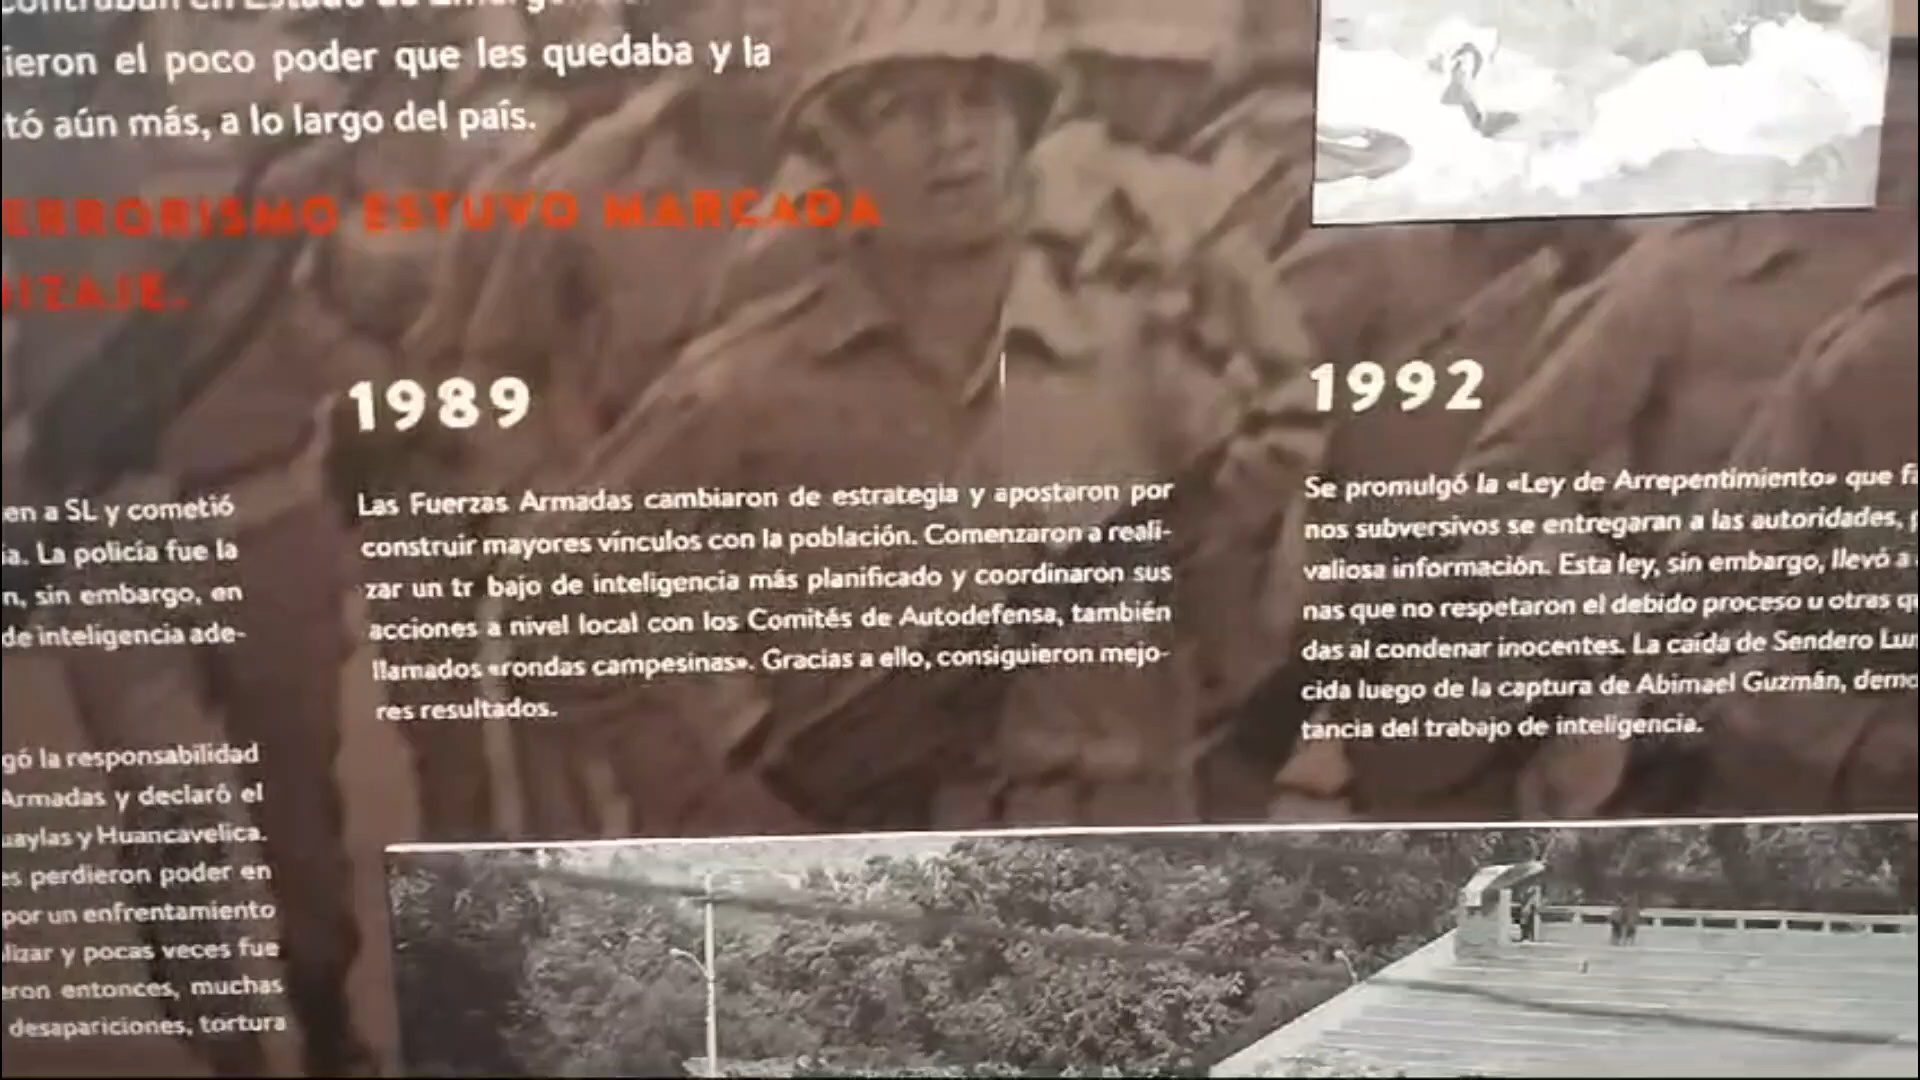 ieron el poco poder que les quedaba y la
tó aún más, a lo largo del país.
ERRORISMO ESTUVO MARCADA
DIZAJE.
en a SL y cometió
ia. La policía fue la
n, sin embargo, en
de inteligencia ade-
gó la responsabilidad
Armadas y declaró el
uaylas y Huancavelica.
es perdieron poder en
por un enfrentamiento
lizar y pocas veces fue
eron entonces, muchas
desapariciones, tortura
1989
Las Fuerzas Armadas cambiaron de estrategia y apostaron por
construir mayores vínculos con la población. Comenzaron a reali-
zar un tr bajo de inteligencia más planificado y coordinaron sus
acciones a nivel local con los Comités de Autodefensa, también
llamados «rondas campesinas». Gracias a ello, consiguieron mejo-
res resultados.
1992
Se promulgó la «Ley de Arrepentimiento» que
nos subversivos se entregaran a las autoridades,
valiosa información. Esta ley, sin embargo, llevó a
nas que no respetaron el debido proceso u otras
das al condenar inocentes. La caída de Sendero Lu
cida luego de la captura de Abimael Guzmán, demo
tancia del trabajo de inteligencia.